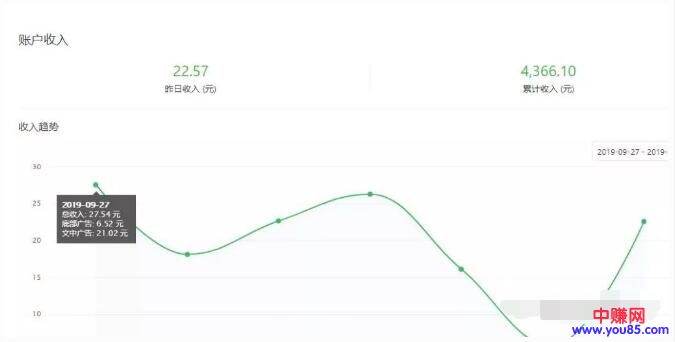 账户收入
22.57
昨日收入 (元)
4,366.10
累计收入 (元)
收入趋势
2019-09-27 - 2019-
30
2019-09-27
总收入: 27.54 元
底部广告: 6.52 元
文中广告: 21.02 元
25
20
15
10
中赚网
www.you85.com